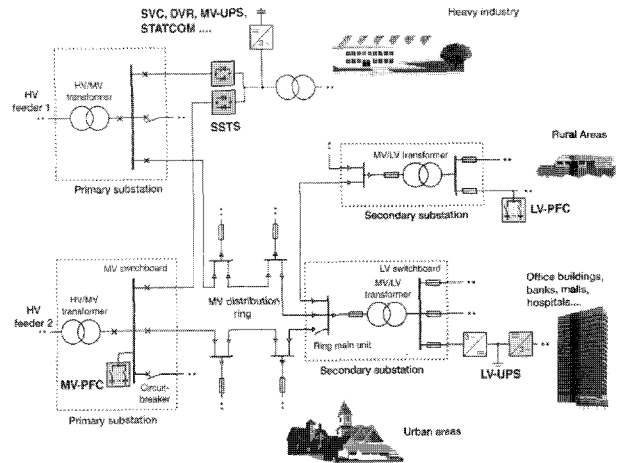 SVC, DVR, MV-UPS,
STATCOM ....
Heavy industry
HV/MV
transformer
HV
feeder 1
SSTS
Primary substation
Rural Areas
MV/LV transformer
LV-PFC
Secondary substation
MV switchboard
LV switchboard
HV/MV
transformer
MV distribution
ring
MV/LV
transformer
Office buildings,
banks, malls,
hospitals....
HV
feeder 2
Ring main unit
MV-PFC
Circuit-
breaker
Secondary substation
LV-UPS
Primary substation
Urban areas